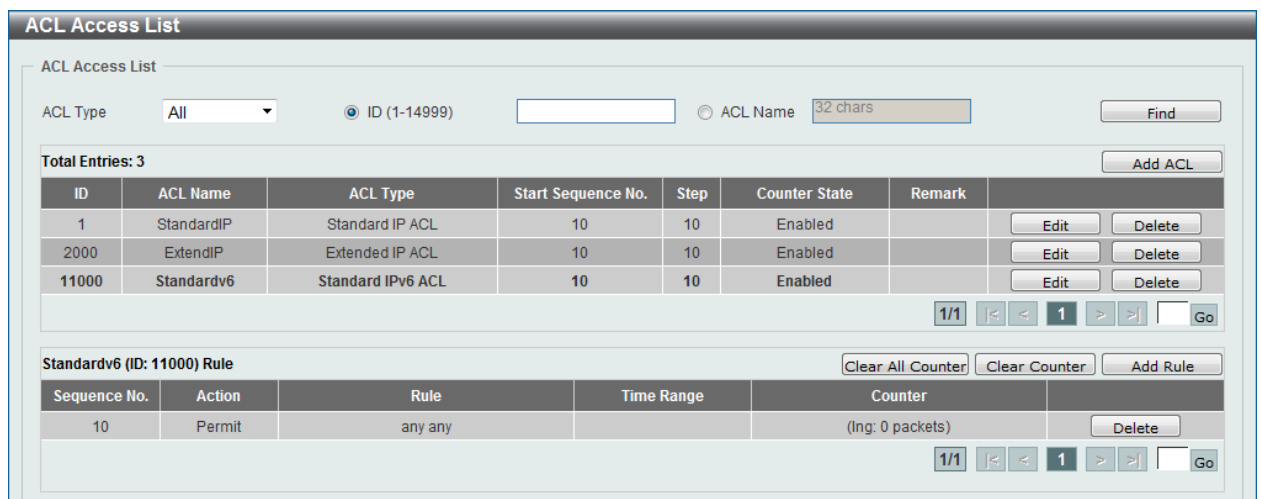 ACL Access List
ACL Access List
ACL Type All ID (1-14999) ACL Name 32 chars Find
Total Entries: 3 Add ACL
ID ACL Name ACL Type Start Sequence No. Step Counter State Remark
1 StandardIP Standard IP ACL 10 10 Enabled Edit Delete
2000 ExtendIP Extended IP ACL 10 10 Enabled Edit Delete
11000 Standardv6 Standard IPv6 ACL 10 10 Enabled Edit Delete
1/1 |< < 1 > >| Go
Standardv6 (ID: 11000) Rule Clear All Counter Clear Counter Add Rule
Sequence No. Action Rule Time Range Counter
10 Permit any any (Ing: 0 packets) Delete
1/1 |< < 1 > >| Go